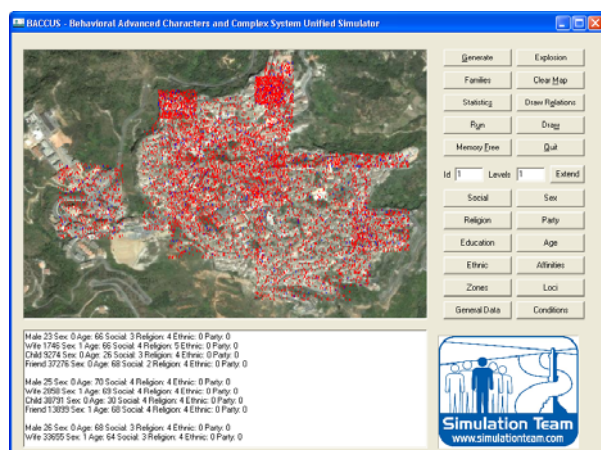 BACCUS - Behavioral Advanced Characters and Complex System Unified Simulator
Generate Explosion
Families Clear Map
Statistics Draw Relations
Run Draw
Memory Free Quit
Id 1 Levels 1 Extend
Social Sex
Religion Party
Education Age
Ethnic Affinities
Zones Loci
General Data Conditions
Male 23 Sex: 0 Age: 66 Social: 3 Religion: 4 Ethnic: 0 Party: 0
Wife 1746 Sex: 1 Age: 66 Social: 4 Religion: 5 Ethnic: 0 Party: 0
Child 9274 Sex: 0 Age: 26 Social: 3 Religion: 4 Ethnic: 0 Party: 0
Friend 37276 Sex: 0 Age: 68 Social: 2 Religion: 4 Ethnic: 0 Party: 0
Male 25 Sex: 0 Age: 70 Social: 4 Religion: 4 Ethnic: 0 Party: 0
Wife 2858 Sex: 1 Age: 69 Social: 4 Religion: 4 Ethnic: 0 Party: 0
Child 38791 Sex: 0 Age: 30 Social: 4 Religion: 4 Ethnic: 0 Party: 0
Friend 13899 Sex: 1 Age: 68 Social: 4 Religion: 4 Ethnic: 0 Party: 0
Male 26 Sex: 0 Age: 68 Social: 3 Religion: 4 Ethnic: 0 Party: 0
Wife 33655 Sex: 1 Age: 64 Social: 3 Religion: 4 Ethnic: 0 Party: 0
Simulation Team
www.simulationteam.com